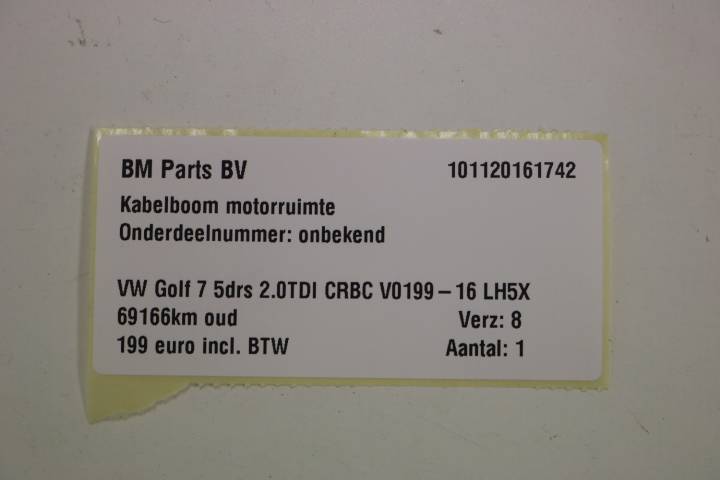 BM Parts BV 101120161742
Kabelboom motorruimte
Onderdeelnummer: onbekend
VW Golf 7 5drs 2.0TDI CRBC V0199 – 16 LH5X
69166km oud Verz: 8
199 euro incl. BTW Aantal: 1